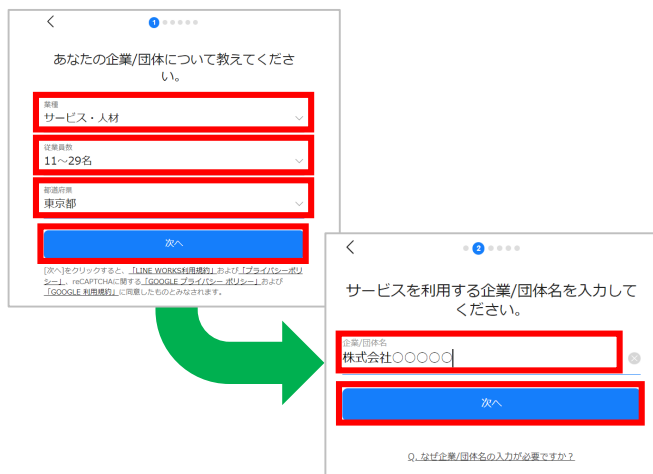 1
あなたの企業/団体について教えてくださ
い。
業種
サービス・人材
従業員数
11～29名
都道府県
東京都
次へ
[次へ]をクリックすると、「LINE WORKS利用規約」および「プライバシーポリ
シー」、reCAPTCHAに関する「GOOGLE プライバシー ポリシー」および
「GOOGLE 利用規約」に同意したものとみなされます。
2
サービスを利用する企業/団体名を入力して
ください。
企業/団体名
株式会社○○○○○
次へ
Q. なぜ企業/団体名の入力が必要ですか？